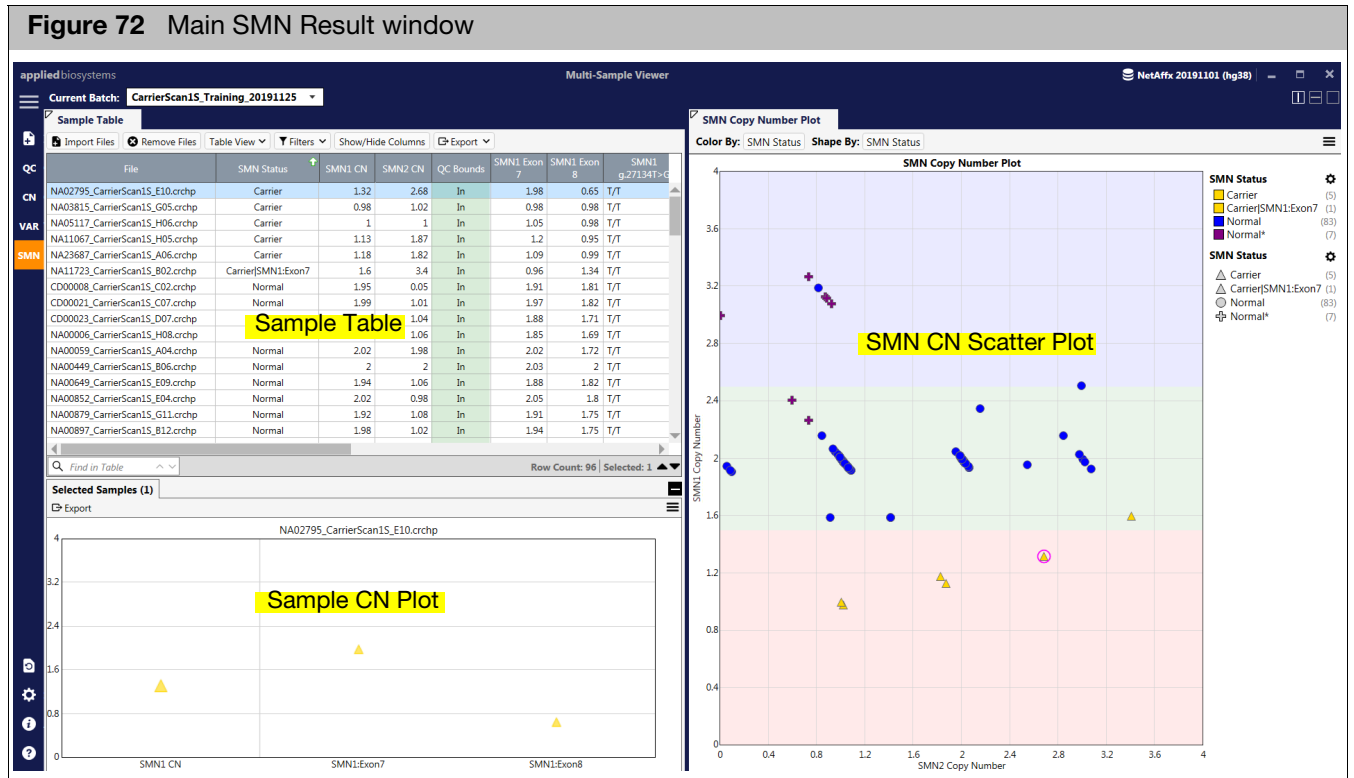 Figure 72 Main SMN Result window
appliedbiosystems
Multi-Sample Viewer
NetAffx 20191101 (hg38)
Current Batch: CarrierScan1S_Training_20191125
Sample Table
Import Files Remove Files Table View Filters Show/Hide Columns Export
File SMN Status SMN1 CN SMN2 CN QC Bounds SMN1 Exon 7 SMN1 Exon 8 SMN1 g.27134T>G
NA02795_CarrierScan1S_E10.crchp Carrier 1.32 2.68 In 1.98 0.65 T/T
NA03815_CarrierScan1S_G05.crchp Carrier 0.98 1.02 In 0.98 0.98 T/T
NA05117_CarrierScan1S_H06.crchp Carrier 1 1 In 1.05 0.98 T/T
NA11067_CarrierScan1S_H05.crchp Carrier 1.13 1.87 In 1.2 0.95 T/T
NA23687_CarrierScan1S_A06.crchp Carrier 1.18 1.82 In 1.09 0.99 T/T
NA11723_CarrierScan1S_B02.crchp Carrier|SMN1:Exon7 1.6 3.4 In 0.96 1.34 T/T
CD00008_CarrierScan1S_C02.crchp Normal 1.95 0.05 In 1.91 1.81 T/T
CD00021_CarrierScan1S_C07.crchp Normal 1.99 1.01 In 1.97 1.82 T/T
CD00023_CarrierScan1S_D07.crchp 1.04 In 1.88 1.71 T/T
NA00006_CarrierScan1S_H08.crchp 1.06 In 1.85 1.69 T/T
NA00059_CarrierScan1S_A04.crchp Normal 2.02 1.98 In 2.02 1.72 T/T
NA00449_CarrierScan1S_B06.crchp Normal 2 2 In 2.03 2 T/T
NA00649_CarrierScan1S_E09.crchp Normal 1.94 1.06 In 1.88 1.82 T/T
NA00852_CarrierScan1S_E04.crchp Normal 2.02 0.98 In 2.05 1.8 T/T
NA00879_CarrierScan1S_G11.crchp Normal 1.92 1.08 In 1.91 1.75 T/T
NA00897_CarrierScan1S_B12.crchp Normal 1.98 1.02 In 1.94 1.75 T/T
Sample Table
Find in Table
Row Count: 96 Selected: 1
QC
CN
VAR
SMN
Selected Samples (1)
Export
NA02795_CarrierScan1S_E10.crchp
4
3.2
2.4
1.6
0.8
0
Sample CN Plot
SMN1 CN SMN1:Exon7 SMN1:Exon8
SMN Copy Number Plot
Color By: SMN Status Shape By: SMN Status
SMN Copy Number Plot
4
3.6
3.2
2.8
2.4
2
1.6
1.2
0.8
0.4
0
SMN1 Copy Number
SMN CN Scatter Plot
0 0.4 0.8 1.2 1.6 2 2.4 2.8 3.2 3.6 4
SMN2 Copy Number
SMN Status
Carrier (5)
Carrier|SMN1:Exon7 (1)
Normal (83)
Normal* (7)
SMN Status
Carrier (5)
Carrier|SMN1:Exon7 (1)
Normal (83)
Normal* (7)